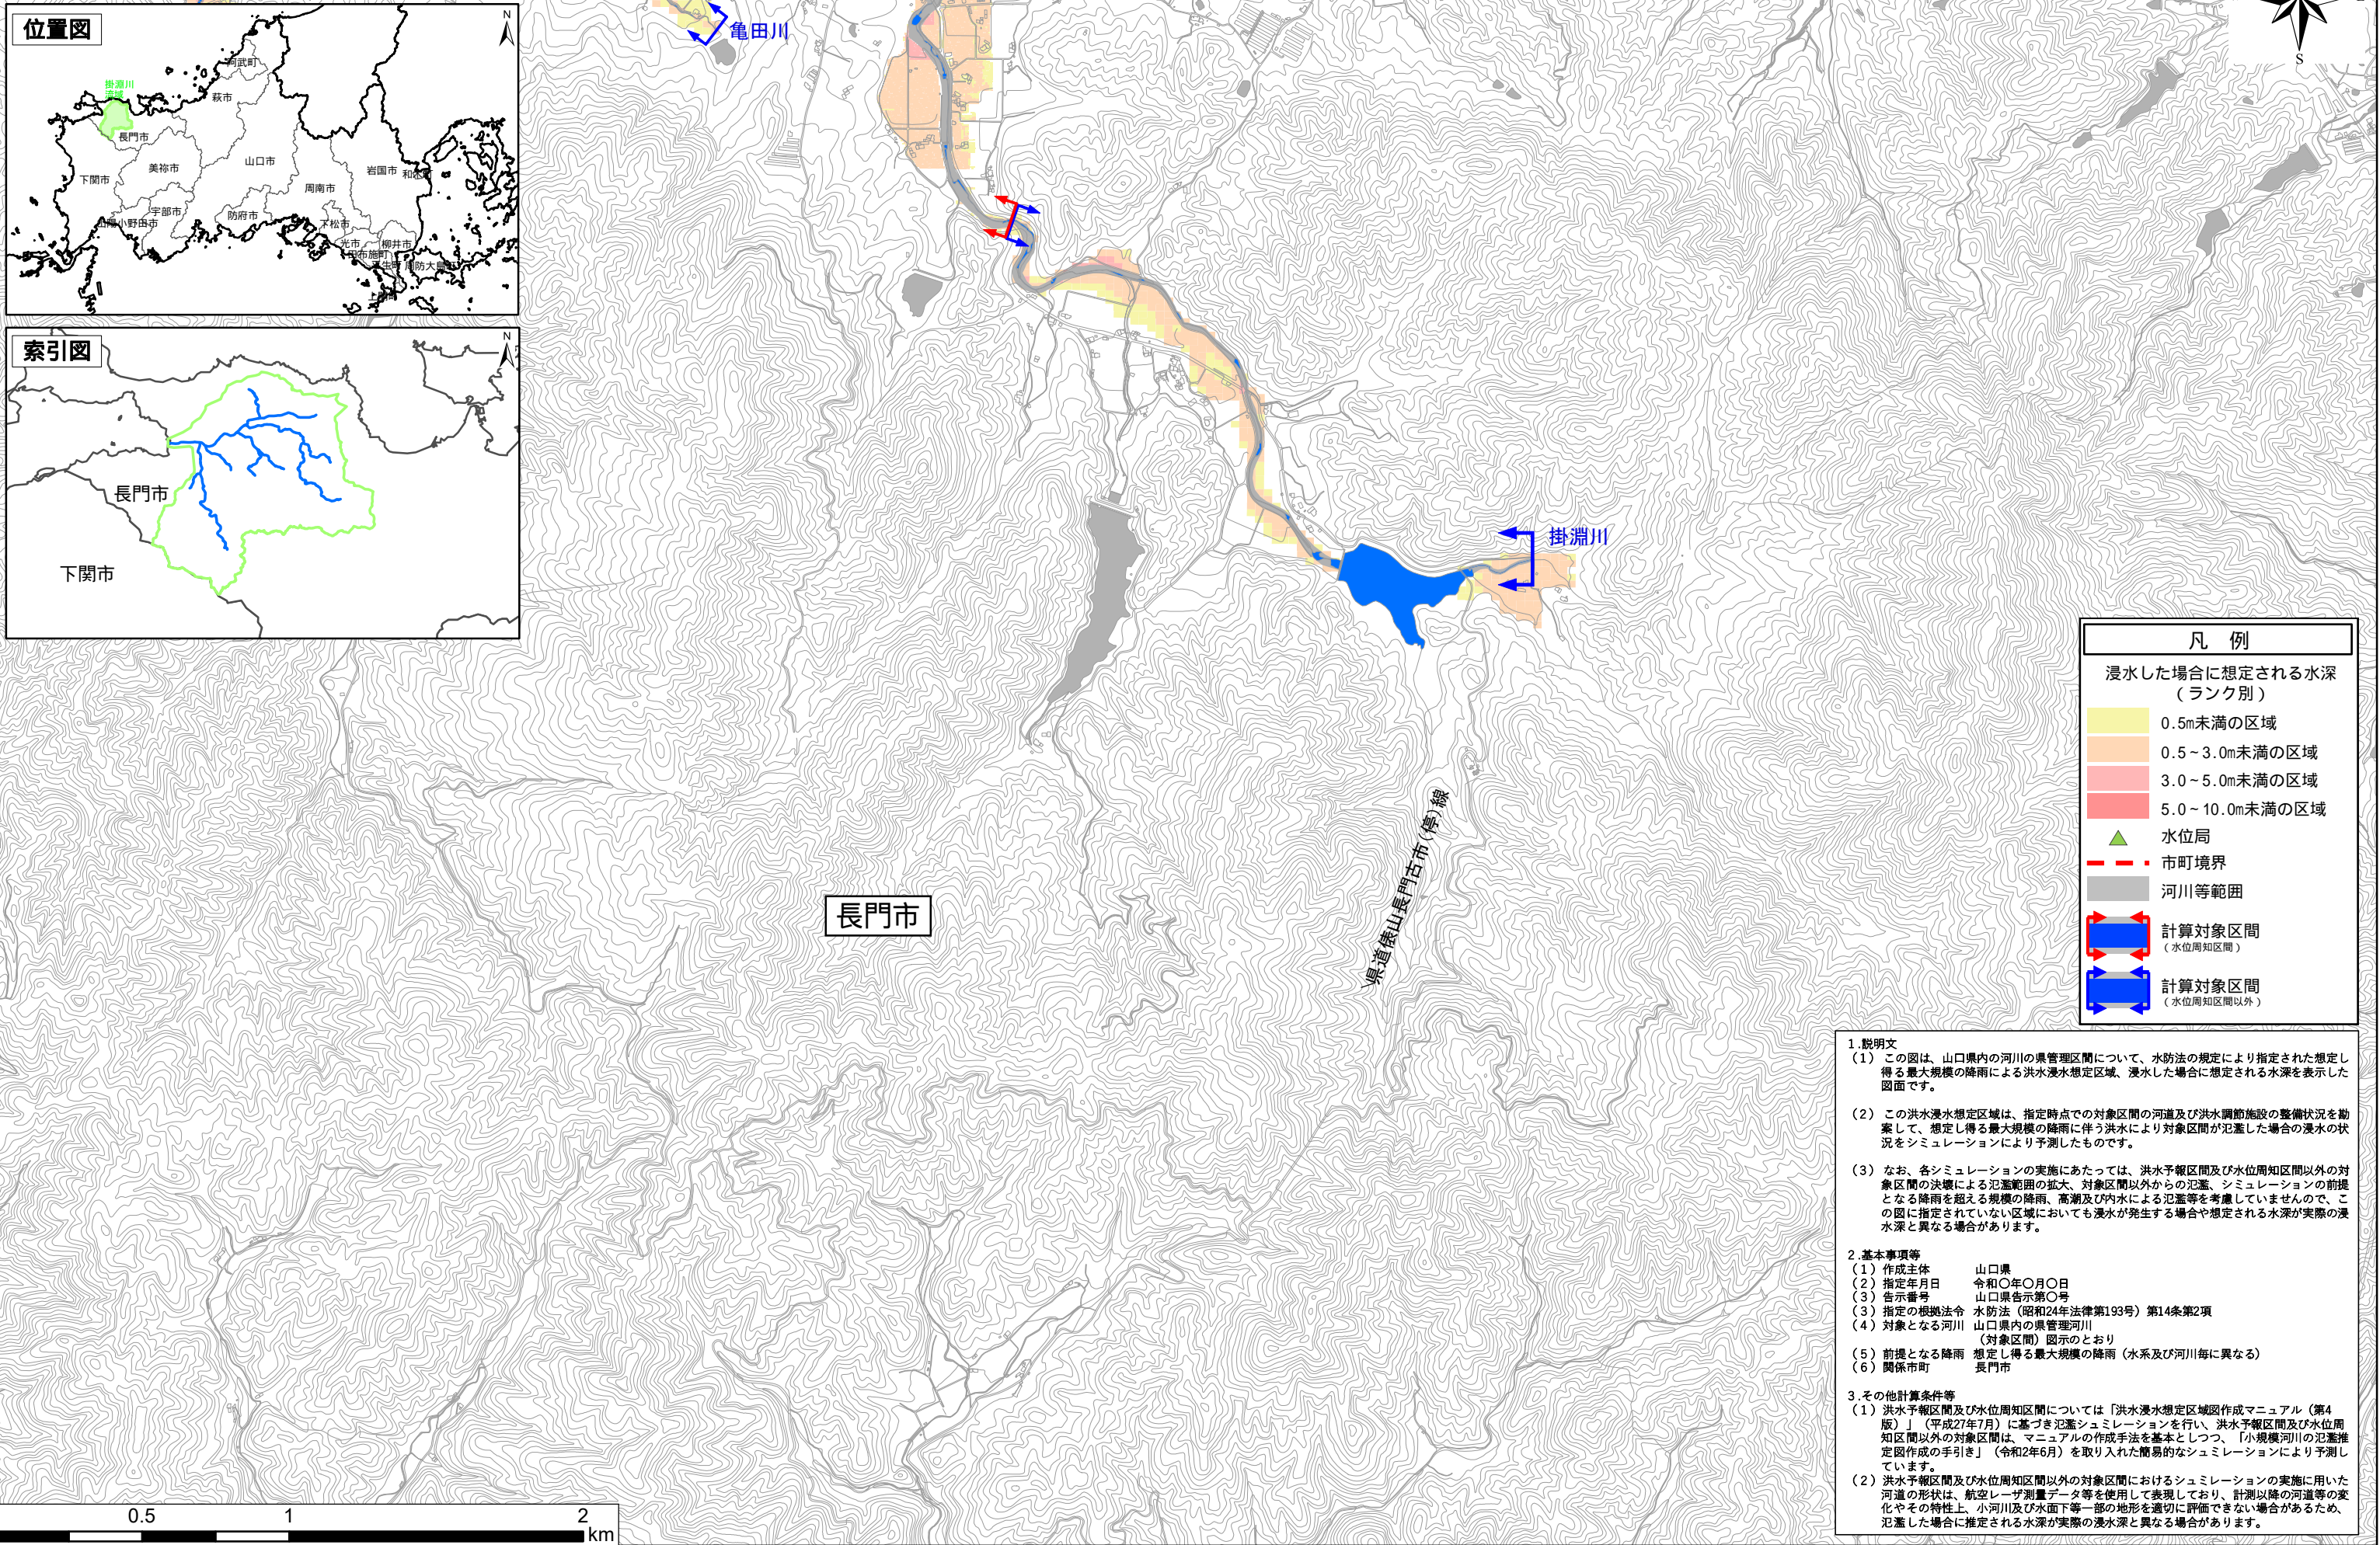 位置図
N
阿武町
萩市
掛淵川
流域
長門市
美祢市
山口市
下関市
岩国市
周南市
宇部市
防府市
山陽小野田市
下松市
光市
柳井市
田布施町
亀田川
S
索引図
N
長門市
下関市
掛淵川
県道俵山長門古市(停)線
長門市
凡 例
浸水した場合に想定される水深
(ランク別)
0.5m未満の区域
0.5~3.0m未満の区域
3.0~5.0m未満の区域
5.0~10.0m未満の区域
水位局
市町境界
河川等範囲
計算対象区間
(水位周知区間)
計算対象区間
(水位周知区間以外)
1.説明文
(1) この図は、山口県内の河川の県管理区間について、水防法の規定により指定された想定し
得る最大規模の降雨による洪水浸水想定区域、浸水した場合に想定される水深を表示した
図面です。
(2) この洪水浸水想定区域は、指定時点での対象区間の河道及び洪水調節施設の整備状況を勘
案して、想定し得る最大規模の降雨に伴う洪水により対象区間が氾濫した場合の浸水の状
況をシミュレーションにより予測したものです。
(3) なお、各シミュレーションの実施にあたっては、洪水予報区間及び水位周知区間以外の対
象区間の決壊による氾濫範囲の拡大、対象区間以外からの氾濫、シミュレーションの前提
となる降雨を超える規模の降雨、高潮及び内水による氾濫等を考慮していませんので、こ
の図に指定されていない区域においても浸水が発生する場合や想定される水深が実際の浸
水深と異なる場合があります。
2.基本事項等
(1)作成主体 山口県
(2)指定年月日 令和〇年〇月〇日
(3)告示番号 山口県告示第〇号
(3)指定の根拠法令 水防法(昭和24年法律第193号)第14条第2項
(4)対象となる河川 山口県内の県管理河川
(対象区間)図示のとおり
(5)前提となる降雨 想定し得る最大規模の降雨(水系及び河川毎に異なる)
(6)関係市町 長門市
3.その他計算条件等
(1)洪水予報区間及び水位周知区間については「洪水浸水想定区域図作成マニュアル(第4
版)」(平成27年7月)に基づき氾濫シュミレーションを行い、洪水予報区間及び水位周
知区間以外の対象区間は、マニュアルの作成手法を基本としつつ、「小規模河川の氾濫推
定図作成の手引き」(令和2年6月)を取り入れた簡易的なシュミレーションにより予測し
ています。
(2)洪水予報区間及び水位周知区間以外の対象区間におけるシュミレーションの実施に用いた
河道の形状は、航空レーザ測量データ等を使用して表現しており、計測以降の河道等の変
化やその特性上、小河川及び水面下等一部の地形を適切に評価できない場合があるため、
氾濫した場合に推定される水深が実際の浸水深と異なる場合があります。
0.5
1
2
km